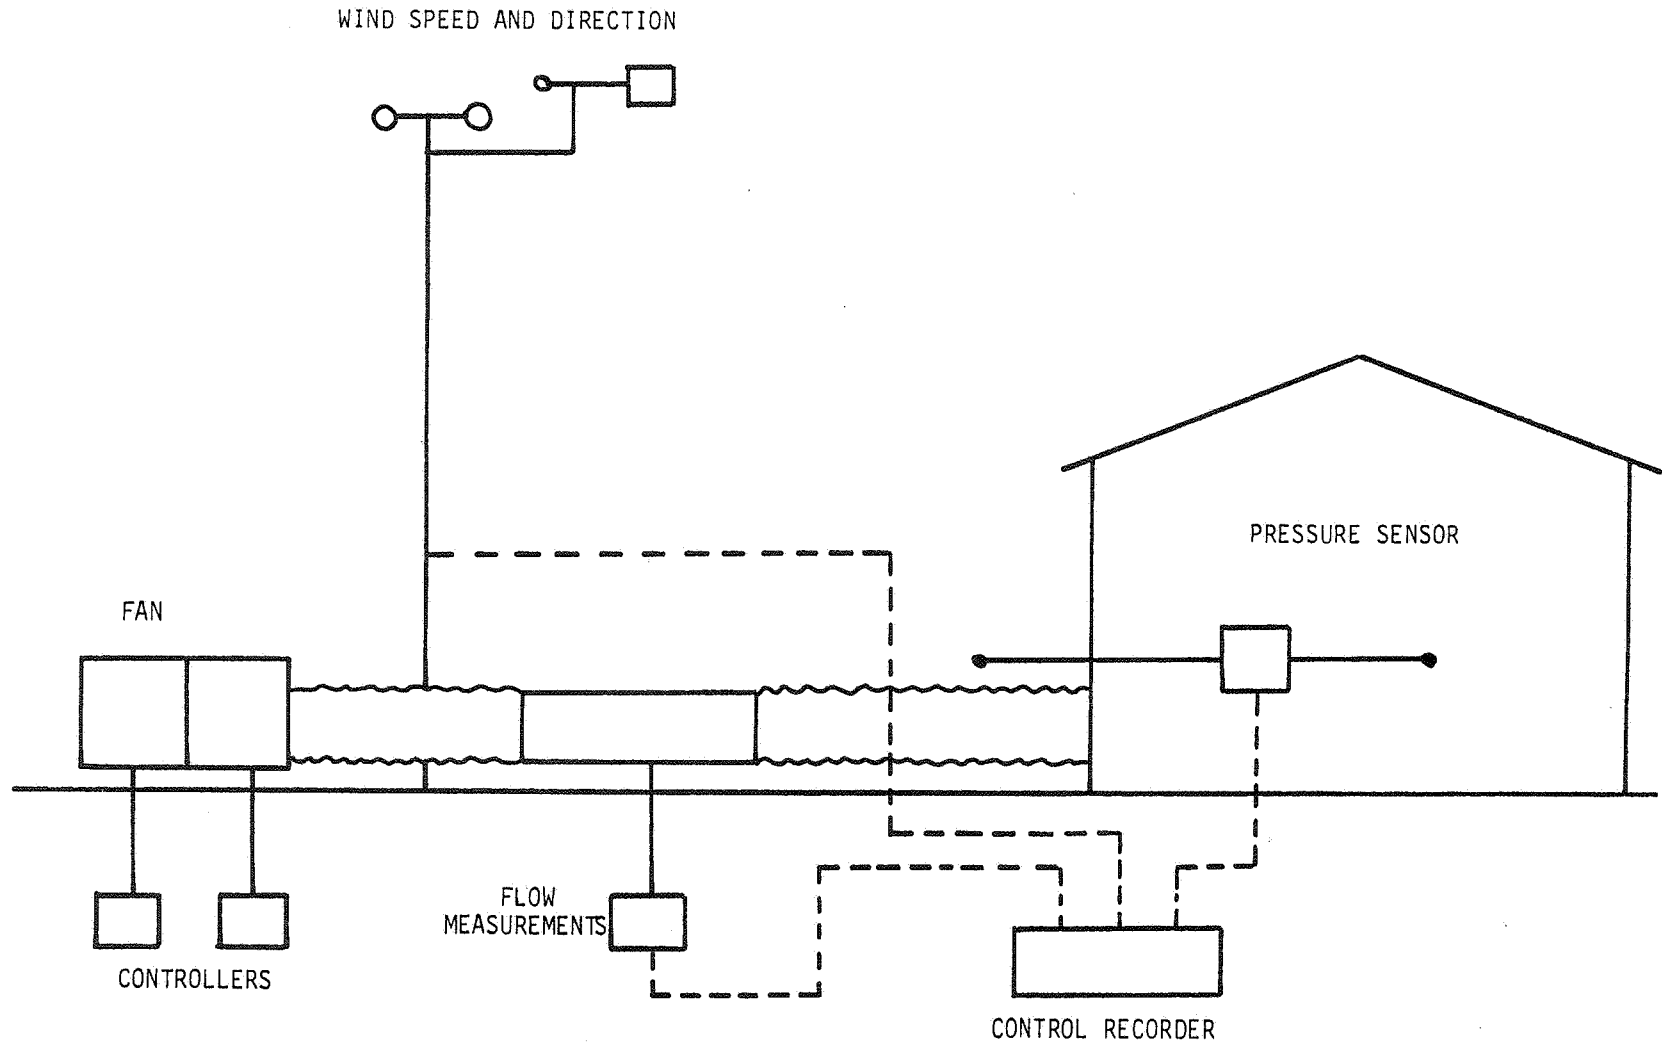 WIND SPEED AND DIRECTION
PRESSURE SENSOR
FAN
FLOW
MEASUREMENTS
CONTROLLERS
CONTROL RECORDER